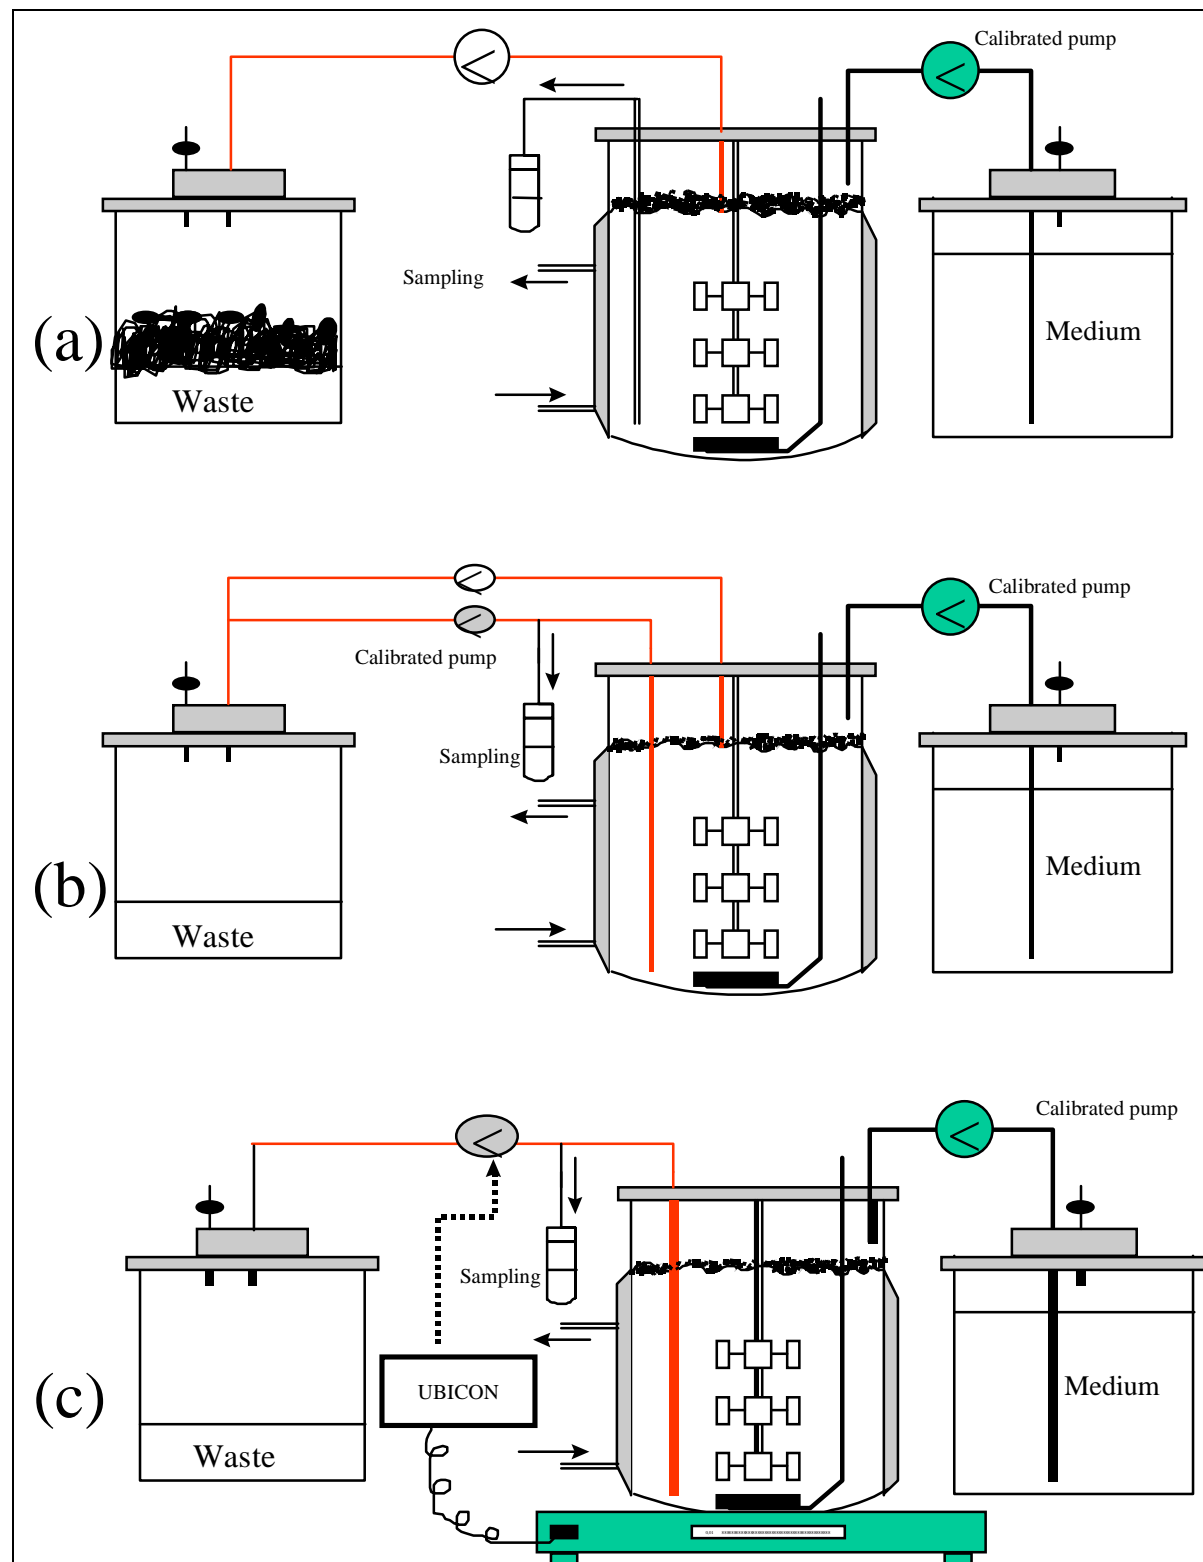 Calibrated pump
Sampling
(a)
Medium
Waste
Calibrated pump
Calibrated pump
Sampling
(b)
Medium
Waste
Calibrated pump
Sampling
UBICON
(c)
Medium
Waste